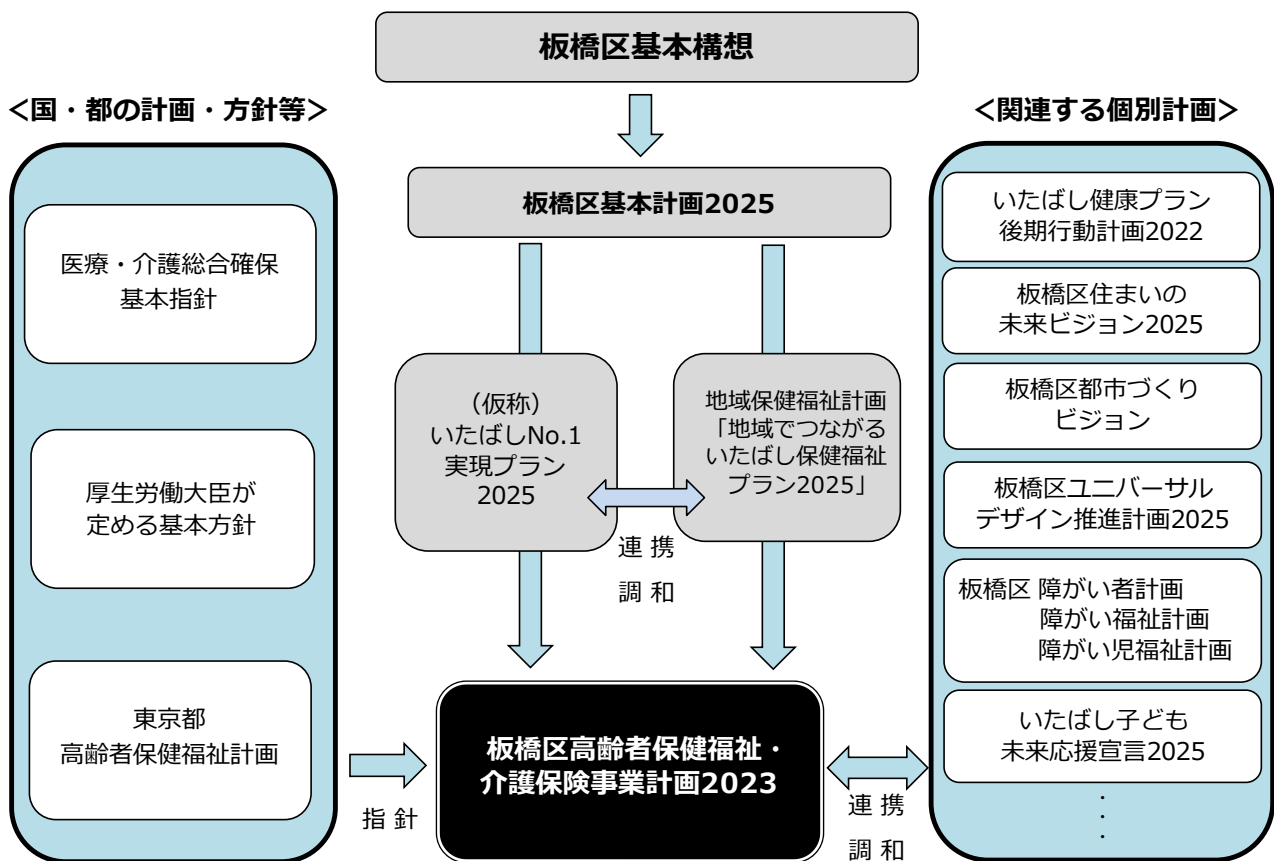 板橋区基本構想
<国・都の計画・方針等>
医療・介護総合確保
基本指針
厚生労働大臣が
定める基本方針
東京都
高齢者保健福祉計画
指 針
板橋区基本計画2025
（仮称）
いたばしNo.1
実現プラン
2025
地域保健福祉計画
「地域でつながる
いたばし保健福祉
プラン2025」
連 携
調 和
板橋区高齢者保健福祉・
介護保険事業計画2023
連 携
調 和
<関連する個別計画>
いたばし健康プラン
後期行動計画2022
板橋区住まいの
未来ビジョン2025
板橋区都市づくり
ビジョン
板橋区ユニバーサル
デザイン推進計画2025
板橋区 障がい者計画
障がい福祉計画
障がい児福祉計画
いたばし子ども
未来応援宣言2025
・
・
・